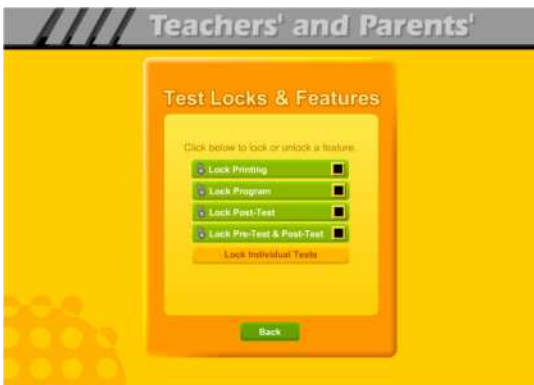 Teachers' and Parents'
Test Locks & Features
Click below to lock or unlock a feature.
Lock Printing
Lock Program
Lock Post-Test
Lock Pre-Test & Post-Test
Lock Individual Tests
Back